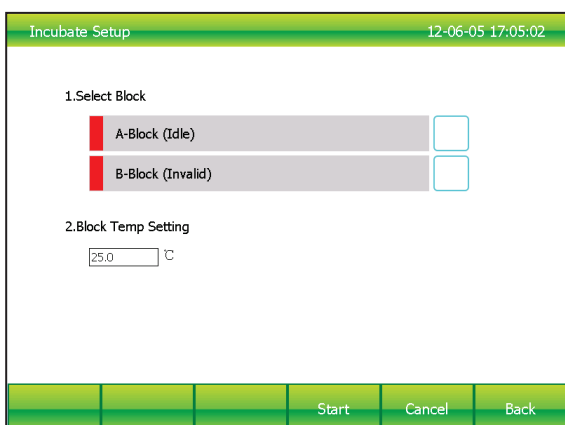 Incubate Setup 12-06-05 17:05:02
1.Select Block
A-Block (Idle)
B-Block (Invalid)
2.Block Temp Setting
25.0 ℃
Start Cancel Back